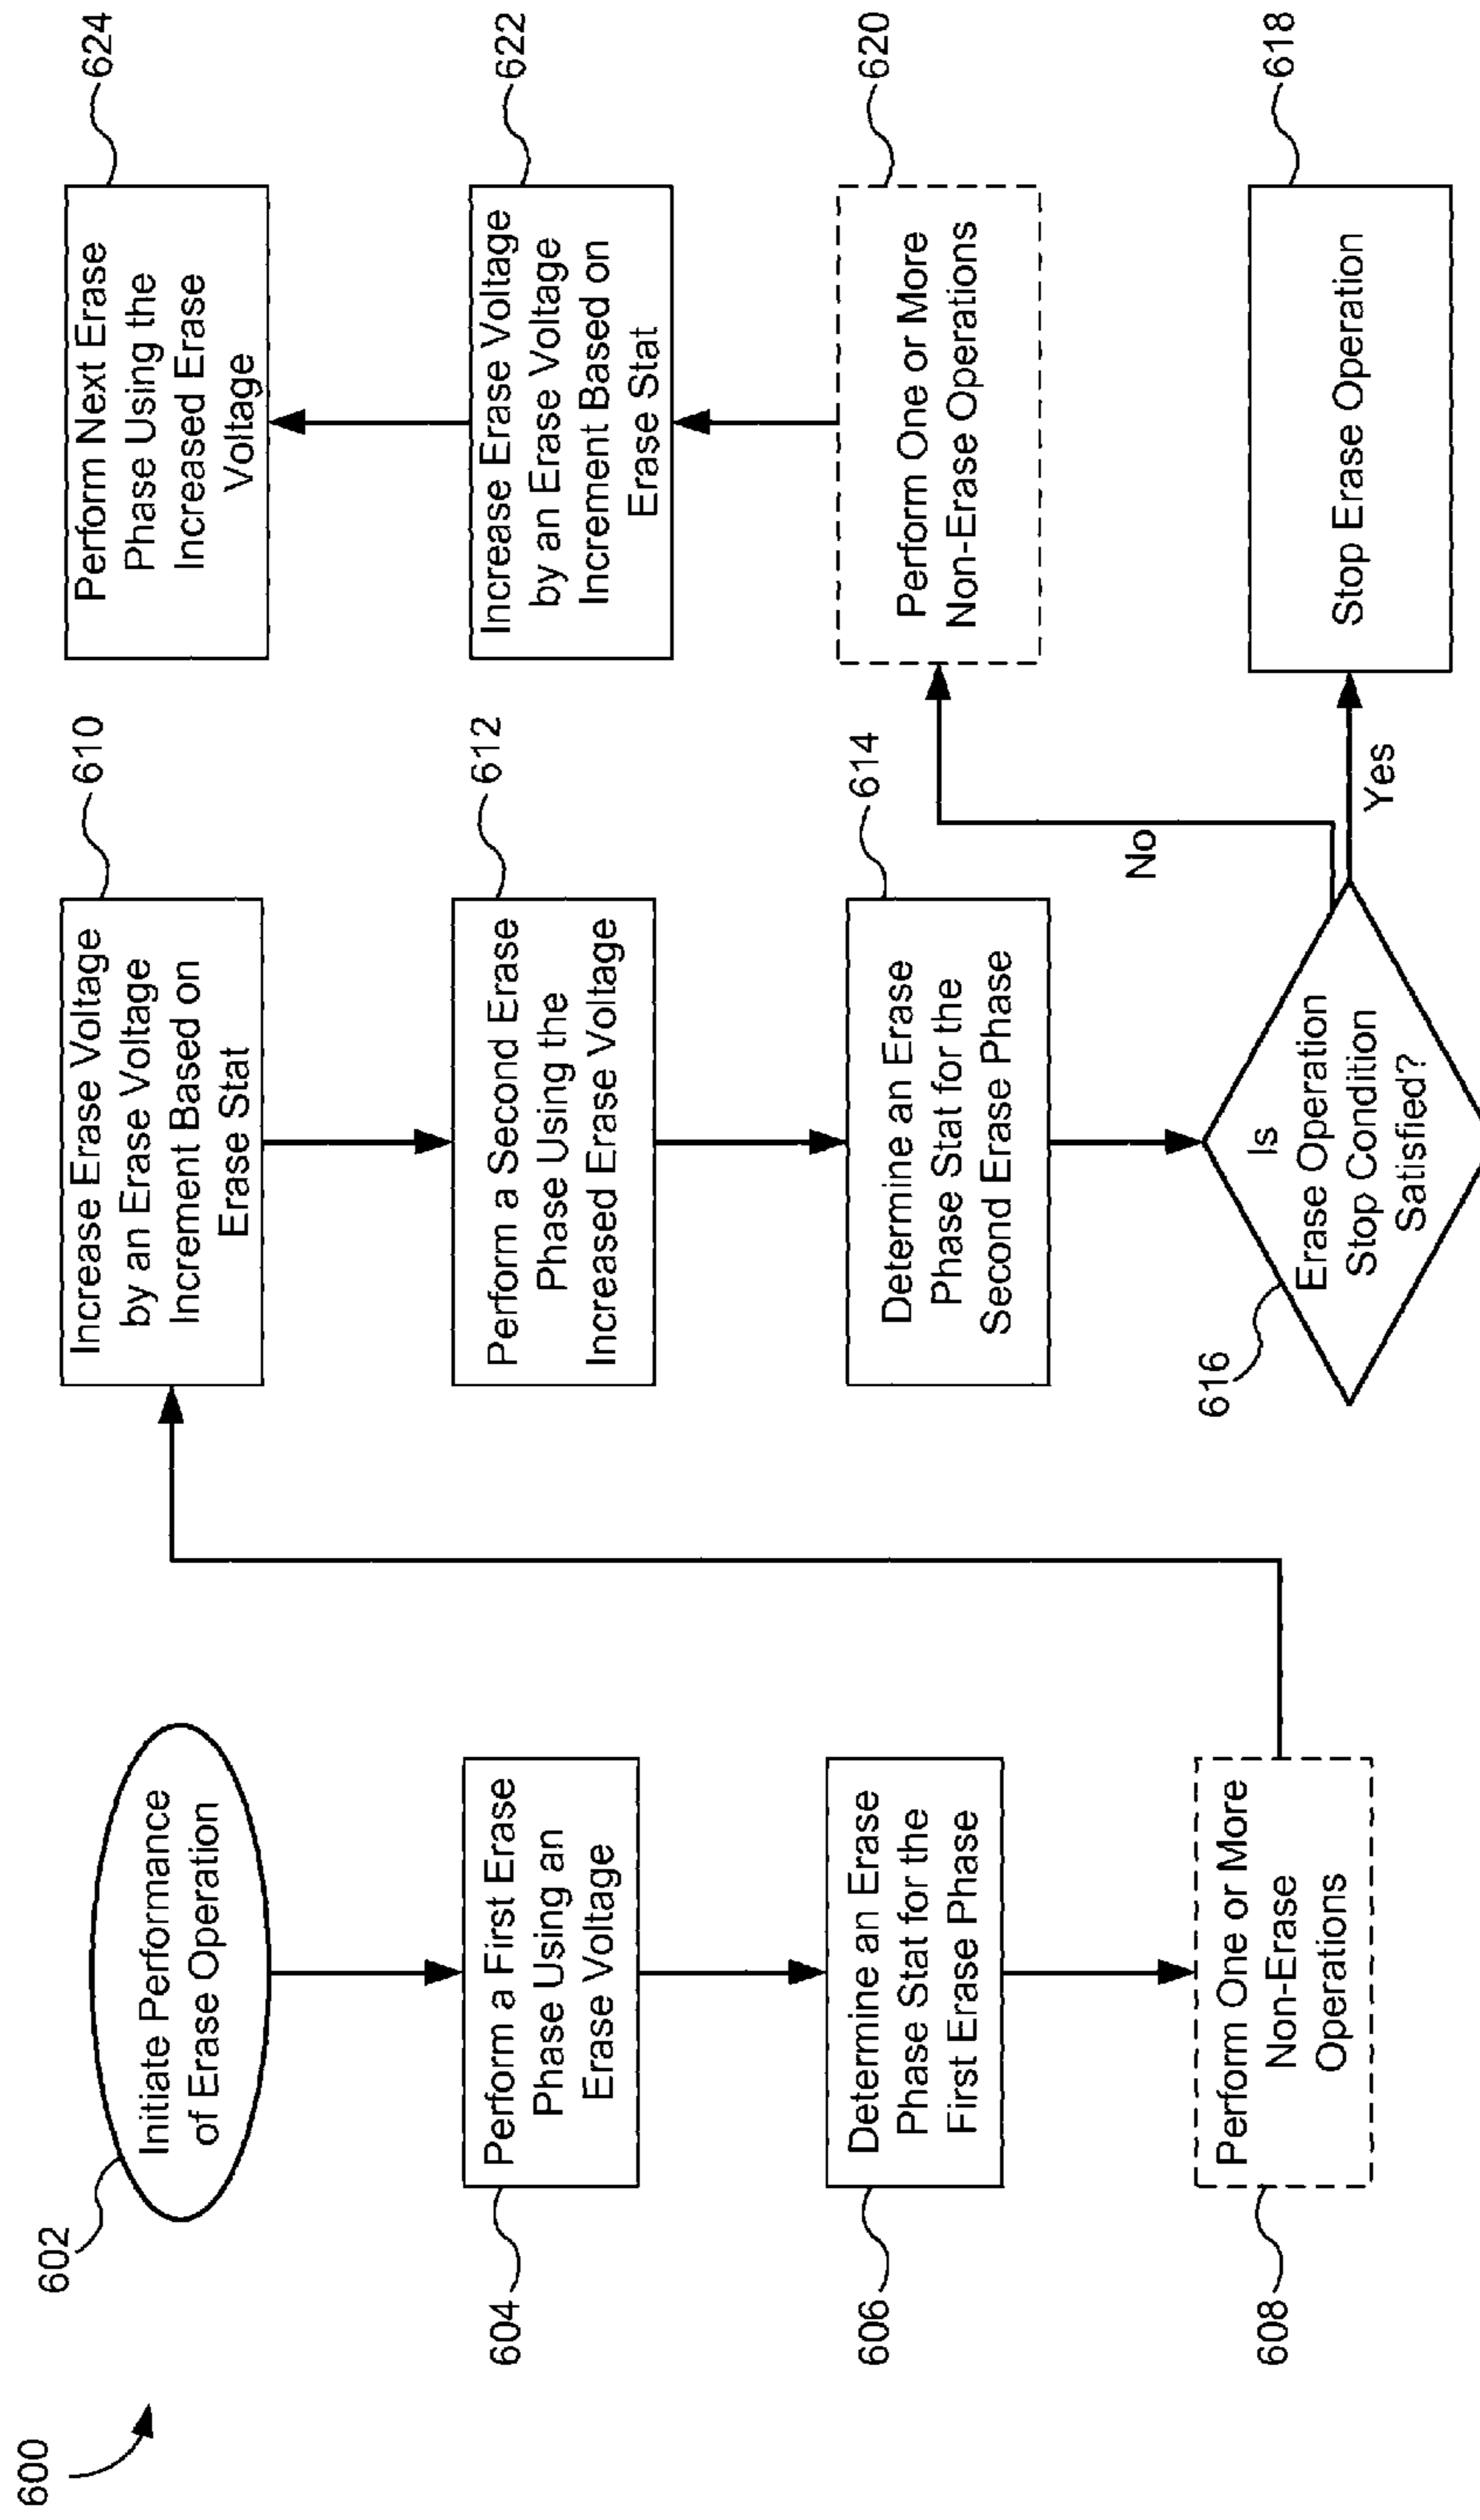 600
602
Initiate Performance
of Erase Operation
604
Perform a First Erase
Phase Using an
Erase Voltage
606
Determine an Erase
Phase Stat for the
First Erase Phase
608
Perform One or More
Non-Erase
Operations
610
Increase Erase Voltage
by an Erase Voltage
Increment Based on
Erase Stat
612
Perform a Second Erase
Phase Using the
Increased Erase Voltage
614
Determine an Erase
Phase Stat for the
Second Erase Phase
616
Is
Erase Operation
Stop Condition
Satisfied?
No
Yes
618
Stop Erase Operation
620
Perform One or More
Non-Erase Operations
622
Increase Erase Voltage
by an Erase Voltage
Increment Based on
Erase Stat
624
Perform Next Erase
Phase Using the
Increased Erase
Voltage